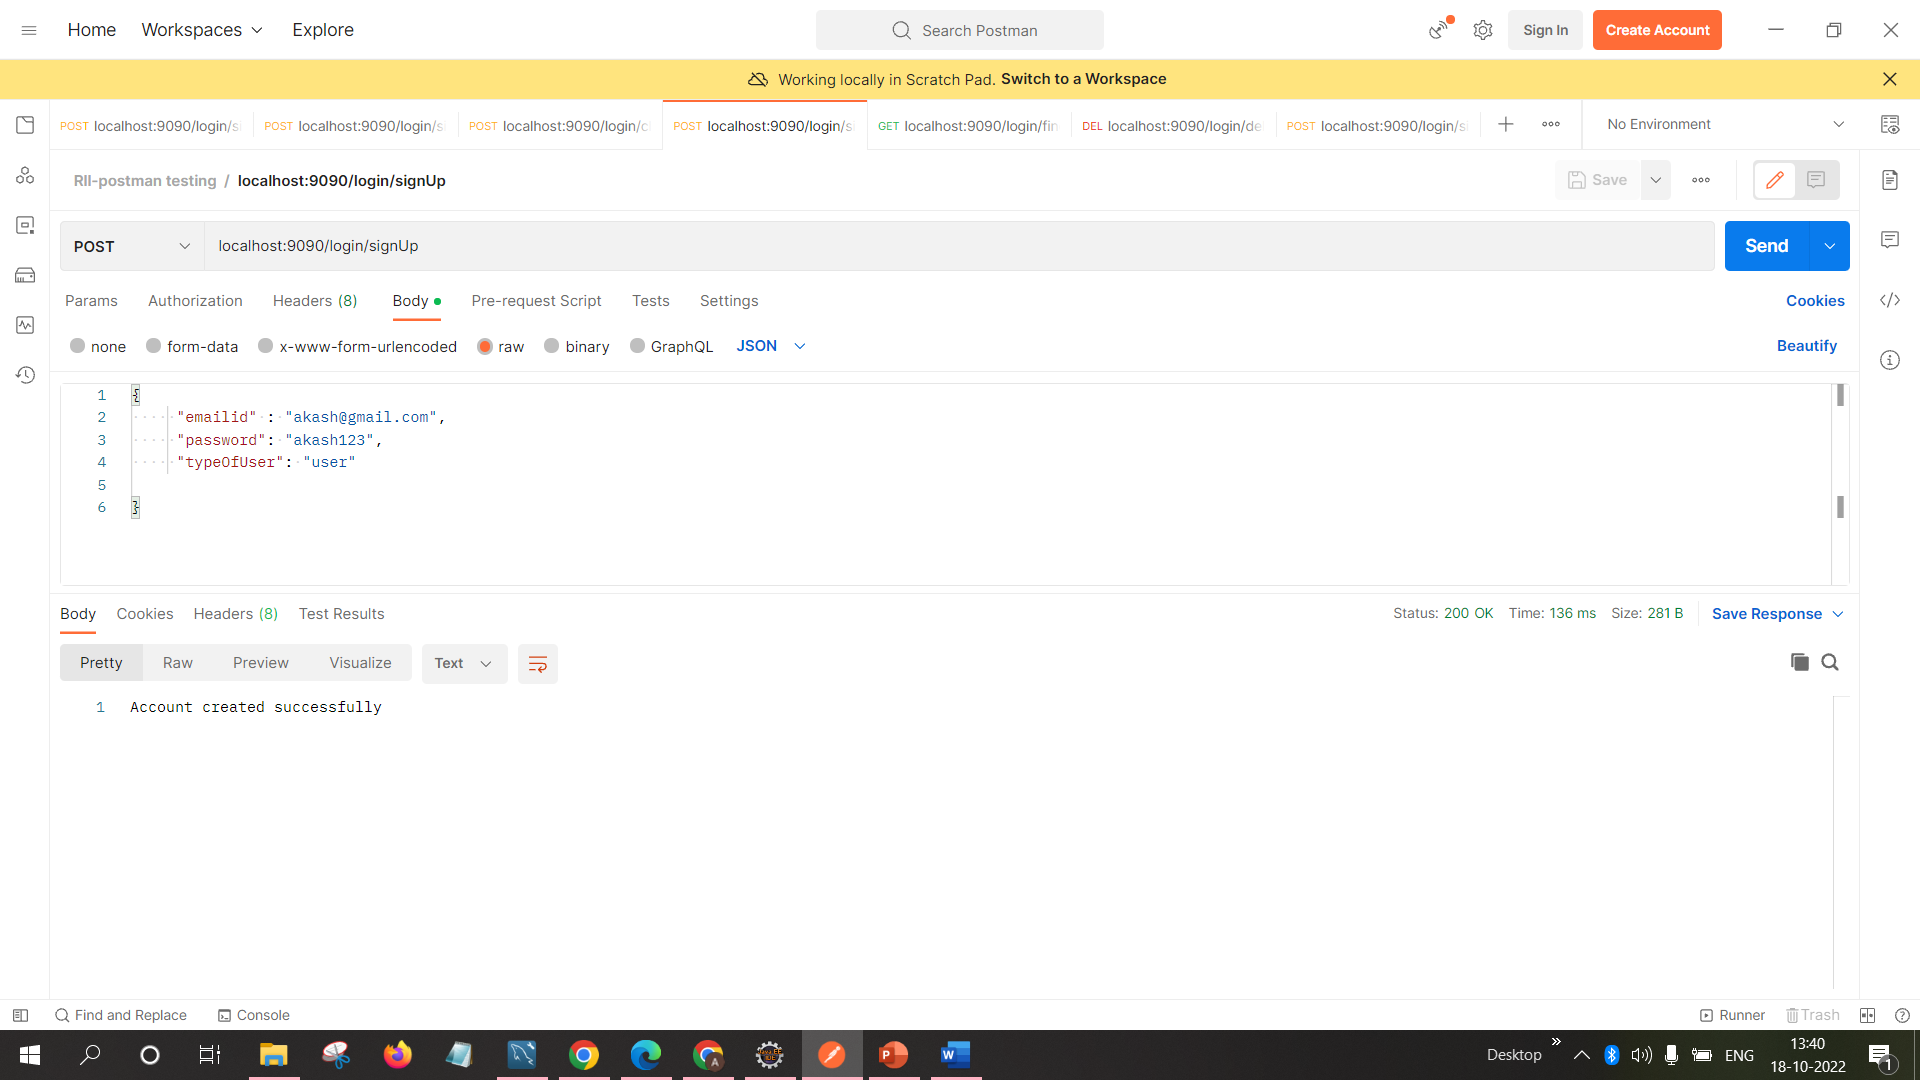 Home Workspaces Explore Search Postman Sign In Create Account
Working locally in Scratch Pad. Switch to a Workspace
POST localhost:9090/login/s POST localhost:9090/login/s POST localhost:9090/login/c POST localhost:9090/login/s GET localhost:9090/login/fin DEL localhost:9090/login/de POST localhost:9090/login/s No Environment
RII-postman testing / localhost:9090/login/signUp Save
POST localhost:9090/login/signUp Send
Params Authorization Headers (8) Body Pre-request Script Tests Settings Cookies
none form-data x-www-form-urlencoded raw binary GraphQL JSON Beautify
1 {
2 "emailid" : "akash@gmail.com",
3 "password": "akash123",
4 "typeOfUser": "user"
5
6 }
Body Cookies Headers (8) Test Results Status: 200 OK Time: 136 ms Size: 281 B Save Response
Pretty Raw Preview Visualize Text
1 Account created successfully
Find and Replace Console Runner Trash
Desktop ENG 13:40
18-10-2022 1